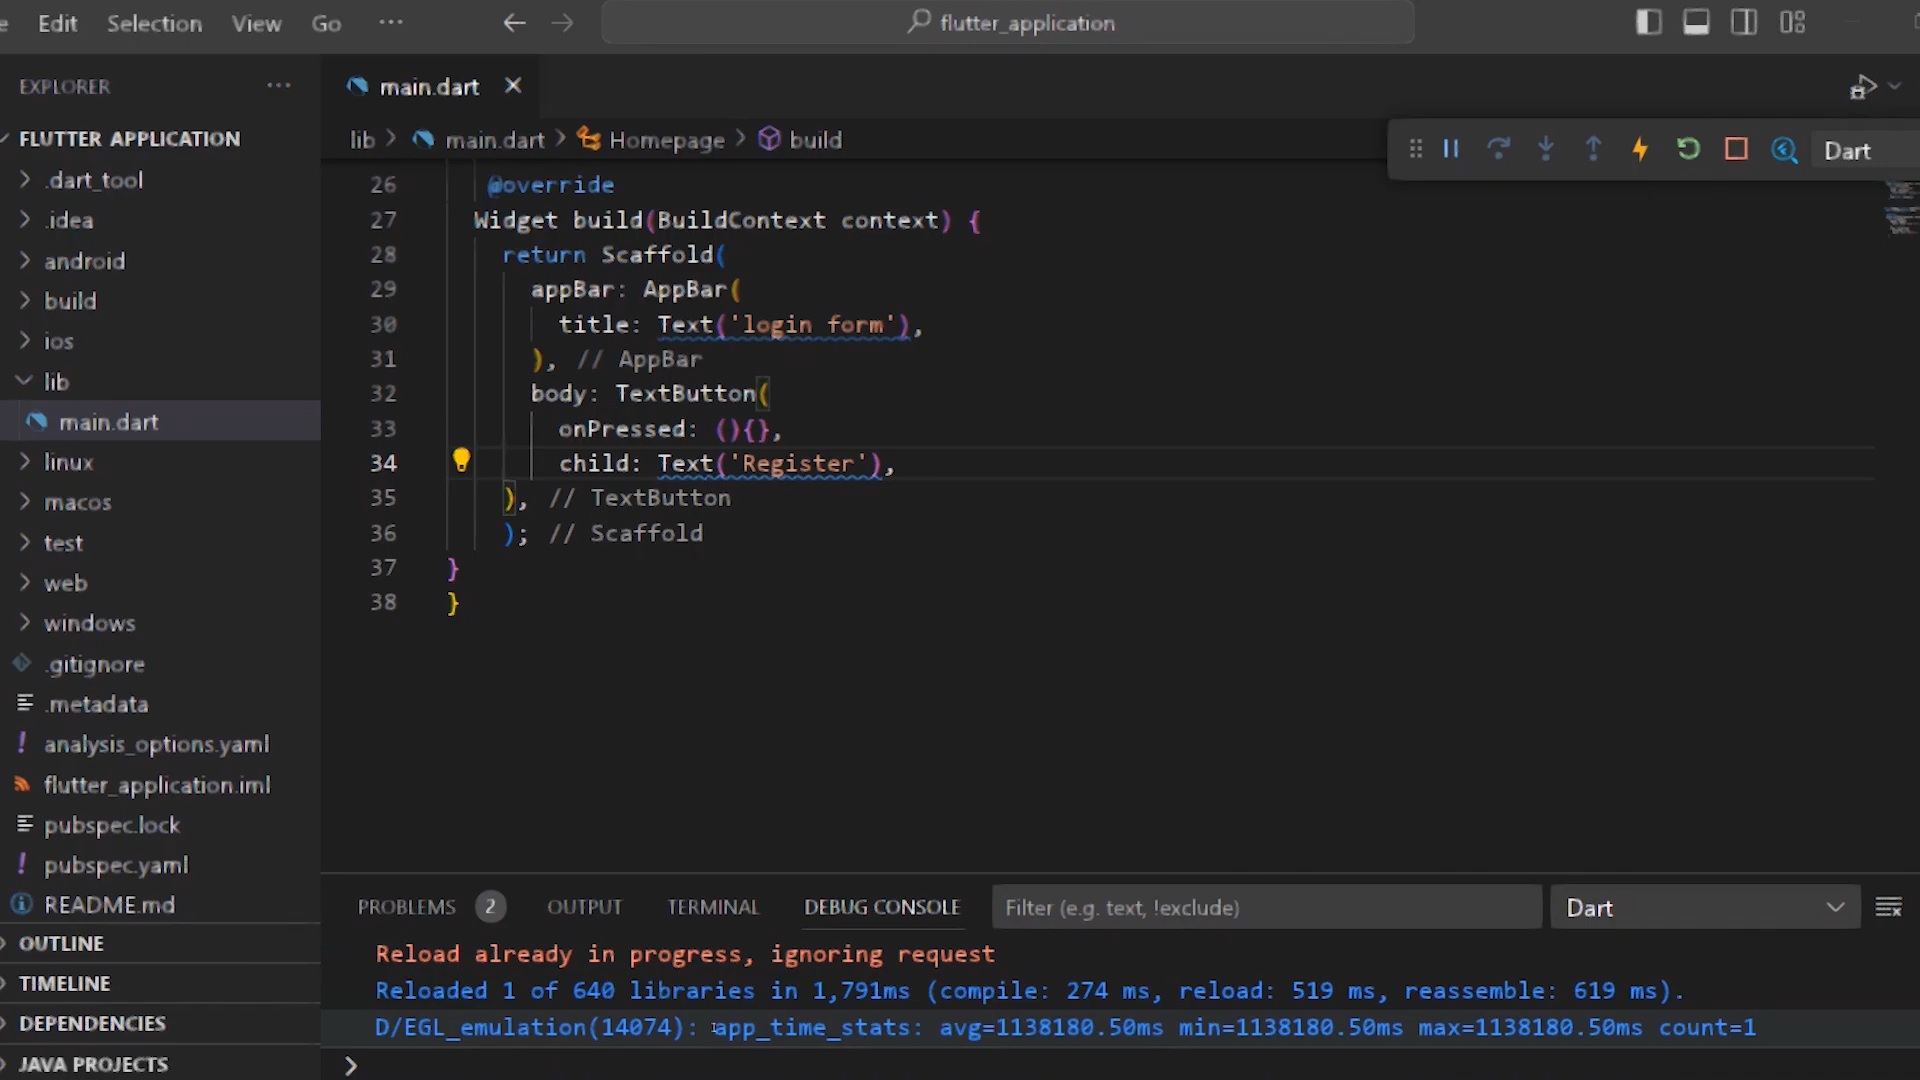 Edit Selection View Go ...
flutter_application
EXPLORER
main.dart
FLUTTER APPLICATION
lib > main.dart > Homepage > build
Dart
.dart_tool
.idea
android
build
ios
lib
main.dart
linux
macos
test
web
windows
.gitignore
.metadata
analysis_options.yaml
flutter_application.iml
pubspec.lock
pubspec.yaml
README.md
OUTLINE
TIMELINE
DEPENDENCIES
JAVA PROJECTS
26 @override
27 Widget build(BuildContext context) {
28 return Scaffold(
29 appBar: AppBar(
30 title: Text('login form'),
31 ), // AppBar
32 body: TextButton(
33 onPressed: (){},
34 child: Text('Register'),
35 ), // TextButton
36 ); // Scaffold
37 }
38 }
PROBLEMS 2 OUTPUT TERMINAL DEBUG CONSOLE Filter (e.g. text, !exclude) Dart
Reload already in progress, ignoring request
Reloaded 1 of 640 libraries in 1,791ms (compile: 274 ms, reload: 519 ms, reassemble: 619 ms).
D/EGL_emulation(14074): app_time_stats: avg=1138180.50ms min=1138180.50ms max=1138180.50ms count=1